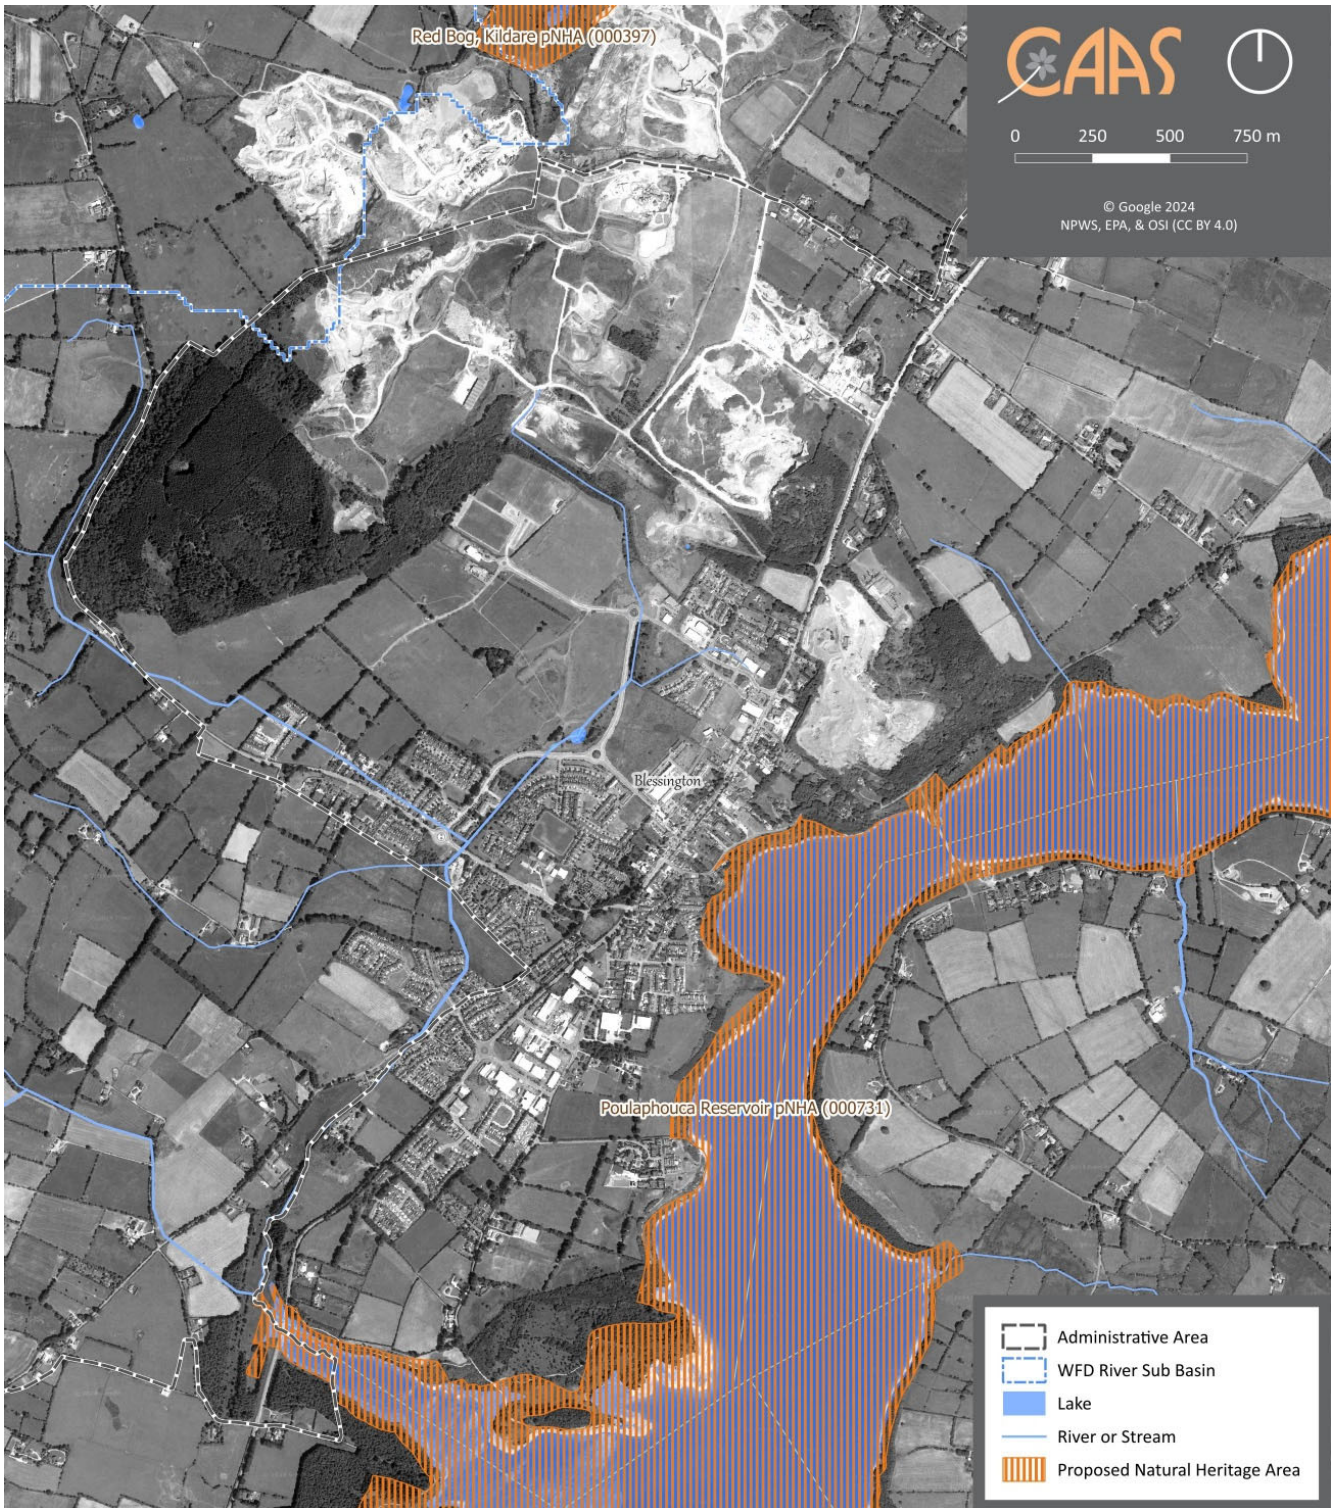 Red Bog, Kildare pNHA (000397)
CAAS
0 250 500 750 m
© Google 2024
NPWS, EPA, & OSI (CC BY 4.0)
Blessington
Poulaphouca Reservoir pNHA (000731)
Administrative Area
WFD River Sub Basin
Lake
River or Stream
Proposed Natural Heritage Area